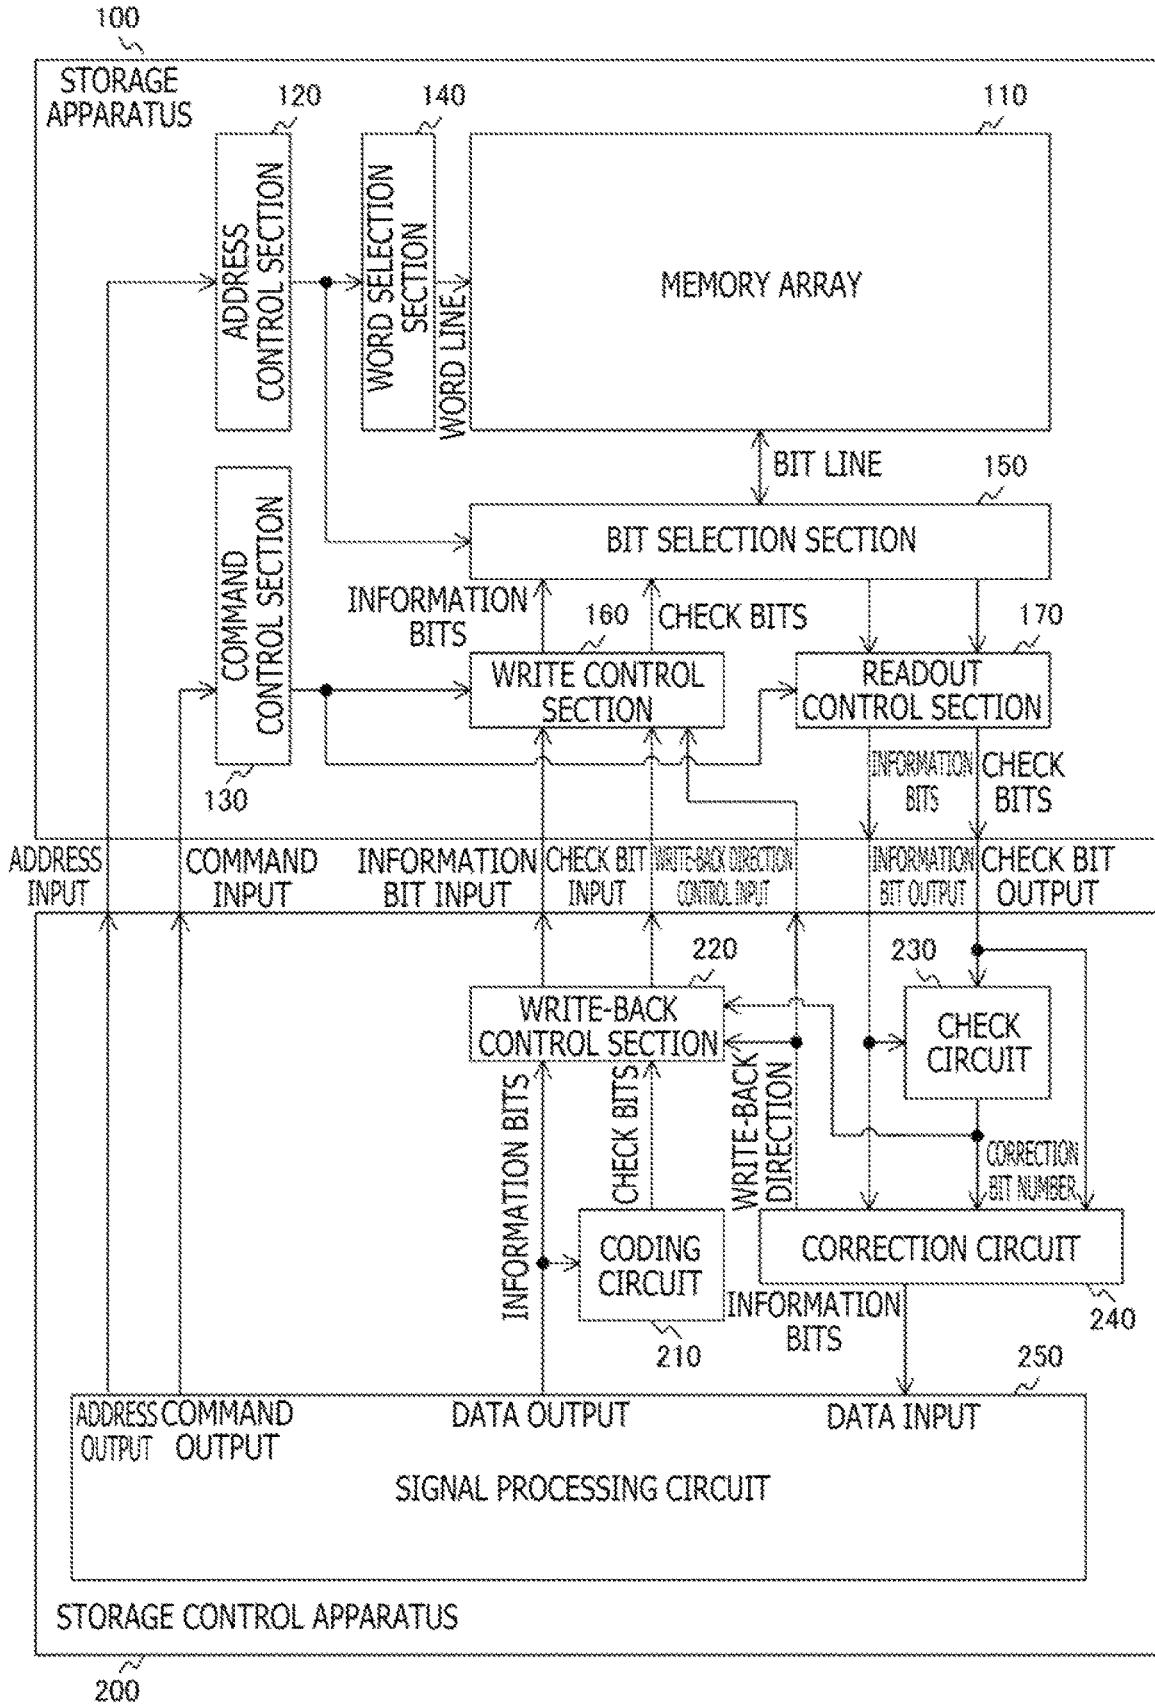 100
STORAGE
APPARATUS
120
140
110
ADDRESS
CONTROL SECTION
WORD SELECTION
SECTION
WORD LINE
MEMORY ARRAY
BIT LINE
150
COMMAND
CONTROL SECTION
130
BIT SELECTION SECTION
INFORMATION
BITS
160
CHECK BITS
170
WRITE CONTROL
SECTION
READOUT
CONTROL SECTION
INFORMATION
BITS
CHECK
BITS
ADDRESS
INPUT
COMMAND
INPUT
INFORMATION
BIT INPUT
CHECK BIT
INPUT
WRITE-BACK DIRECTION
CONTROL INPUT
INFORMATION
BIT OUTPUT
CHECK BIT
OUTPUT
220
230
WRITE-BACK
CONTROL SECTION
CHECK
CIRCUIT
INFORMATION BITS
CHECK BITS
WRITE-BACK
DIRECTION
CORRECTION
BIT NUMBER
CODING
CIRCUIT
210
CORRECTION CIRCUIT
240
INFORMATION
BITS
250
ADDRESS
OUTPUT
COMMAND
OUTPUT
DATA OUTPUT
DATA INPUT
SIGNAL PROCESSING CIRCUIT
STORAGE CONTROL APPARATUS
200